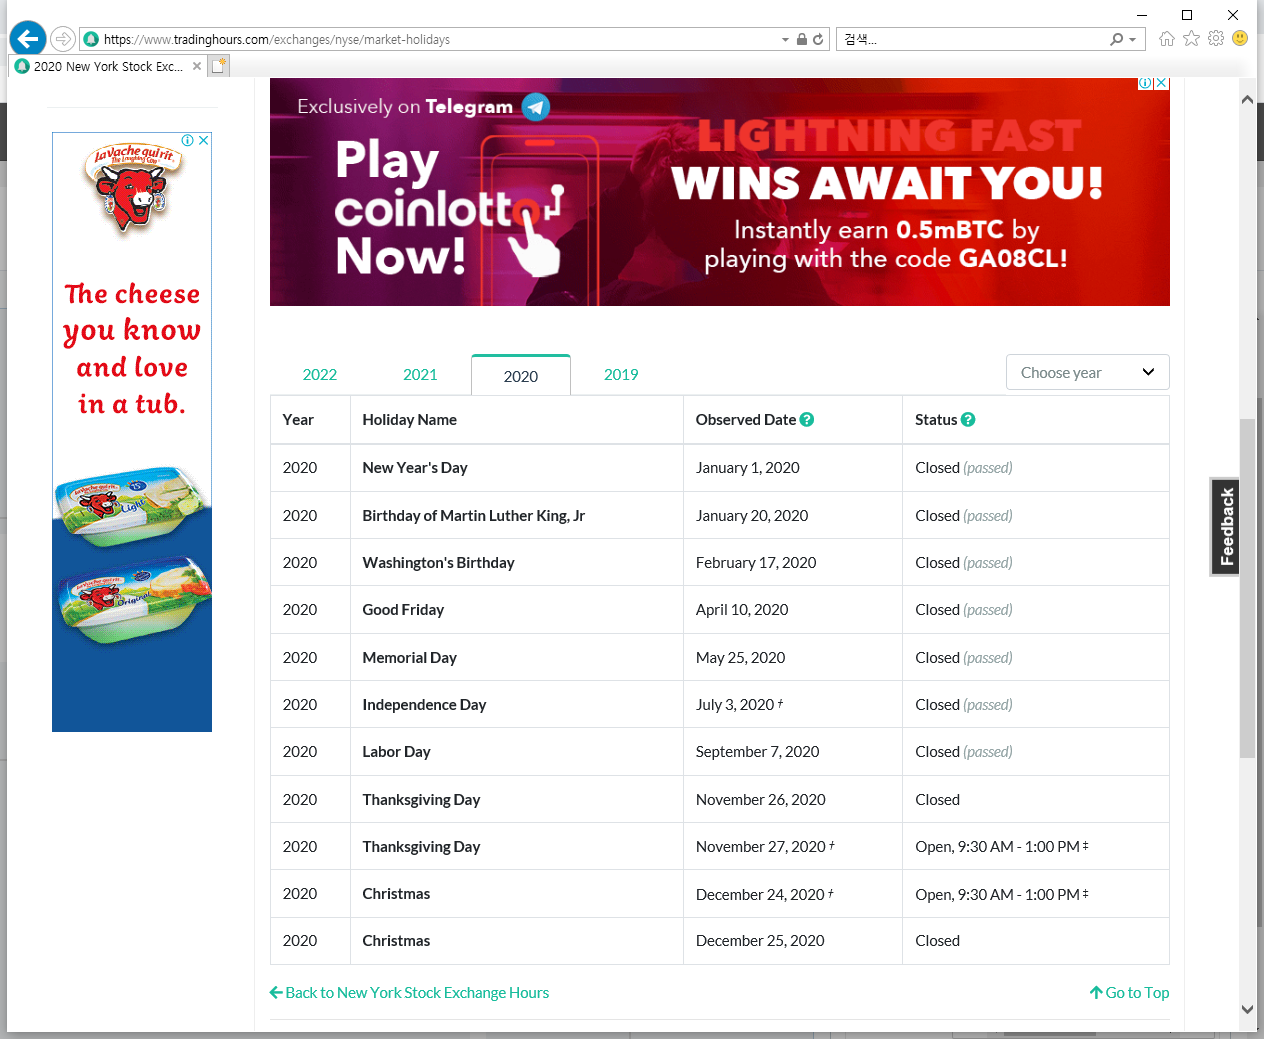 https://www.tradinghours.com/exchanges/nyse/market-holidays
검색...
2020 New York Stock Exc...
La vache qui rit.
The Laughing Cow
The cheese
you know
and love
in a tub.
Light
Original
Exclusively on Telegram
Play
coinlotto
Now!
LIGHTNING FAST
WINS AWAIT YOU!
Instantly earn 0.5mBTC by
playing with the code GA08CL!
2022 2021 2020 2019 Choose year
Year Holiday Name Observed Date Status
2020 New Year's Day January 1, 2020 Closed (passed)
2020 Birthday of Martin Luther King, Jr January 20, 2020 Closed (passed)
2020 Washington's Birthday February 17, 2020 Closed (passed)
2020 Good Friday April 10, 2020 Closed (passed)
2020 Memorial Day May 25, 2020 Closed (passed)
2020 Independence Day July 3, 2020 † Closed (passed)
2020 Labor Day September 7, 2020 Closed (passed)
2020 Thanksgiving Day November 26, 2020 Closed
2020 Thanksgiving Day November 27, 2020 † Open, 9:30 AM - 1:00 PM ‡
2020 Christmas December 24, 2020 † Open, 9:30 AM - 1:00 PM ‡
2020 Christmas December 25, 2020 Closed
Back to New York Stock Exchange Hours Go to Top
Feedback